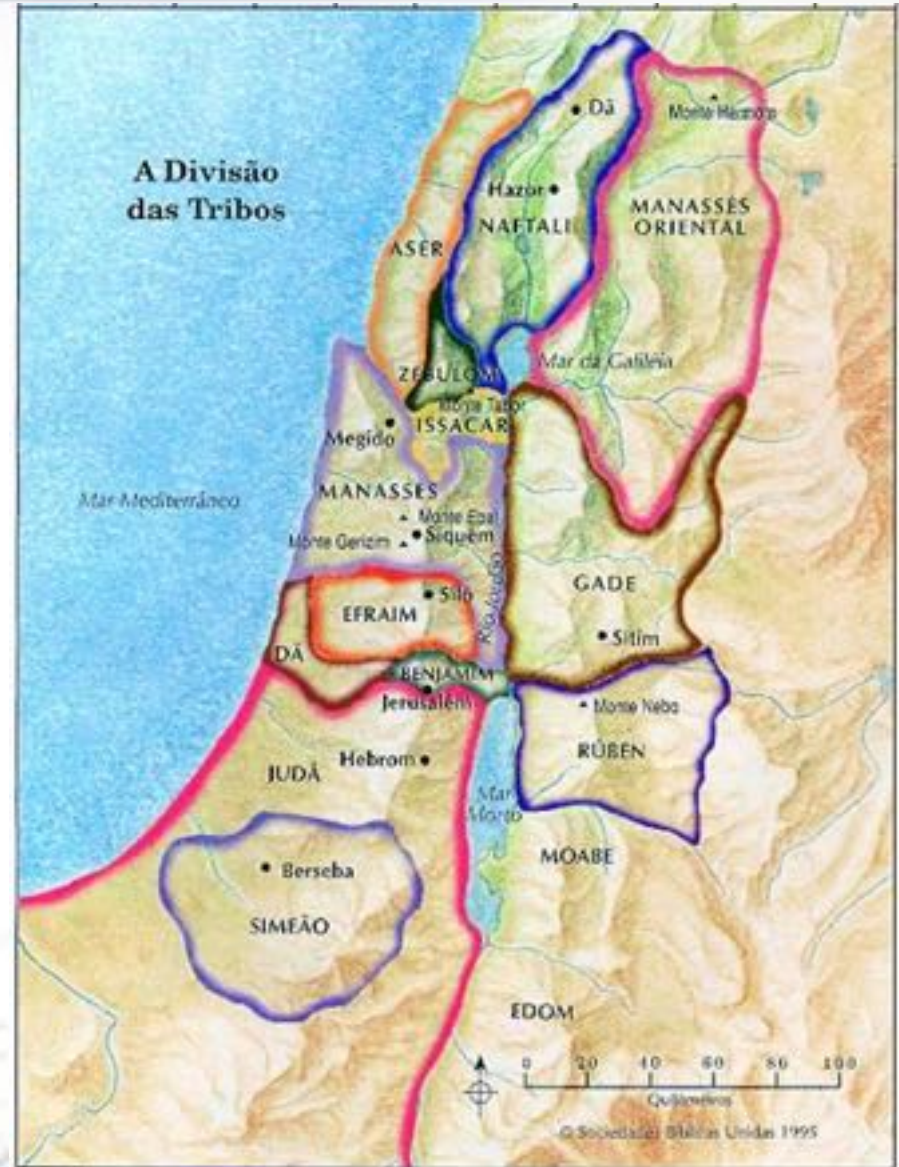 A Divisão
das Tribos
Dã
Monte Hermom
Hazor
NAFTALI
MANASSÉS
ORIENTAL
ASER
Mar da Galiléia
ZEBULOM
Monte Tabor
ISSACAR
Megido
MANASSÉS
Mar Mediterrâneo
Monte Ebal
Monte Gerizim
Siquém
Rio Jordão
Siló
EFRAIM
GADE
Sitim
DÃ
BENJAMIM
Jerusalém
Monte Nebo
RÚBEN
Hebrom
JUDÁ
Mar
Morto
MOABE
Berseba
SIMEÃO
EDOM
0 20 40 60 80 100
Quilômetros
© Sociedades Bíblicas Unidas 1995